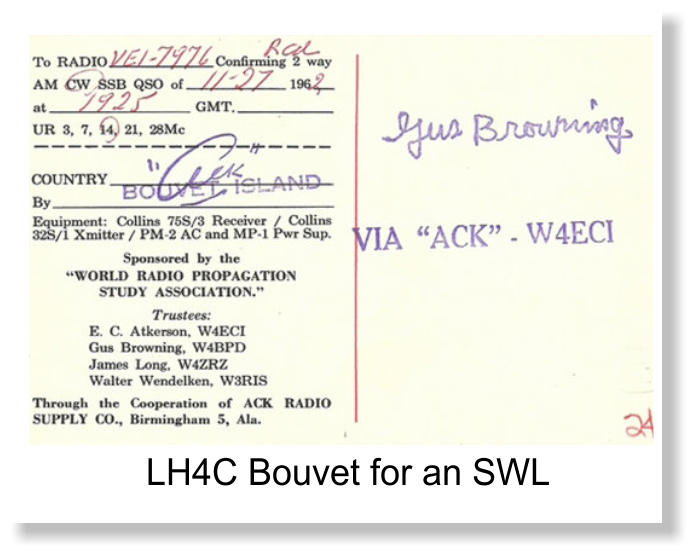 To RADIO VE1-7976 Confirming 2 way
Rcd
AM CW SSB QSO of 11-27 1962
at 1925 GMT.
UR 3, 7, 14, 21, 28Mc
COUNTRY BOUVET ISLAND
"Ack"
By
Equipment: Collins 75S/3 Receiver / Collins
32S/1 Xmitter / PM-2 AC and MP-1 Pwr Sup.
Sponsored by the
"WORLD RADIO PROPAGATION
STUDY ASSOCIATION."
Trustees:
E. C. Atkerson, W4ECI
Gus Browning, W4BPD
James Long, W4ZRZ
Walter Wendelken, W3RIS
Through the Cooperation of ACK RADIO
SUPPLY CO., Birmingham 5, Ala.
Gus Browning
VIA “ACK” - W4ECI
24
LH4C Bouvet for an SWL